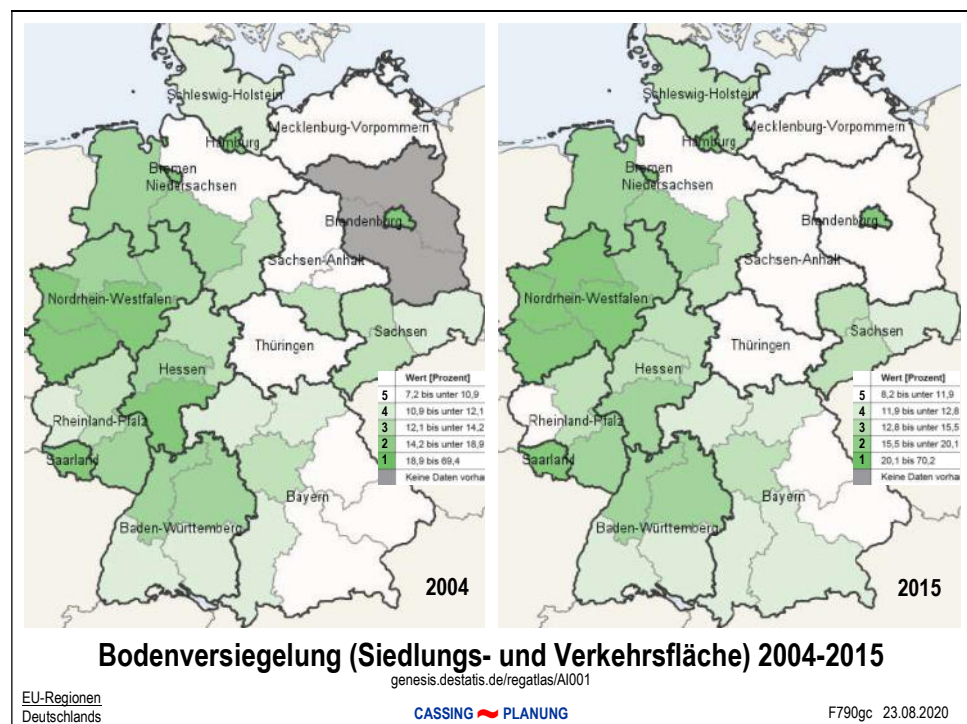 Schleswig-Holstein
Mecklenburg-Vorpommern
Hamburg
Bremen
Niedersachsen
Brandenburg
Sachsen-Anhalt
Nordrhein-Westfalen
Sachsen
Thüringen
Hessen
Rheinland-Pfalz
Saarland
Bayern
Baden-Württemberg
Wert [Prozent]
5 7,2 bis unter 10,9
4 10,9 bis unter 12,1
3 12,1 bis unter 14,2
2 14,2 bis unter 18,9
1 18,9 bis 69,4
Keine Daten vorha
2004
Schleswig-Holstein
Mecklenburg-Vorpommern
Hamburg
Bremen
Niedersachsen
Brandenburg
Sachsen-Anhalt
Nordrhein-Westfalen
Sachsen
Thüringen
Hessen
Rheinland-Pfalz
Saarland
Bayern
Baden-Württemberg
Wert [Prozent]
5 8,2 bis unter 11,9
4 11,9 bis unter 12,8
3 12,8 bis unter 15,5
2 15,5 bis unter 20,1
1 20,1 bis 70,2
Keine Daten vorha
2015
Bodenversiegelung (Siedlungs- und Verkehrsfläche) 2004-2015
genesis.destatis.de/regatlas/AI001
EU-Regionen
Deutschlands
CASSING PLANUNG
F790gc 23.08.2020